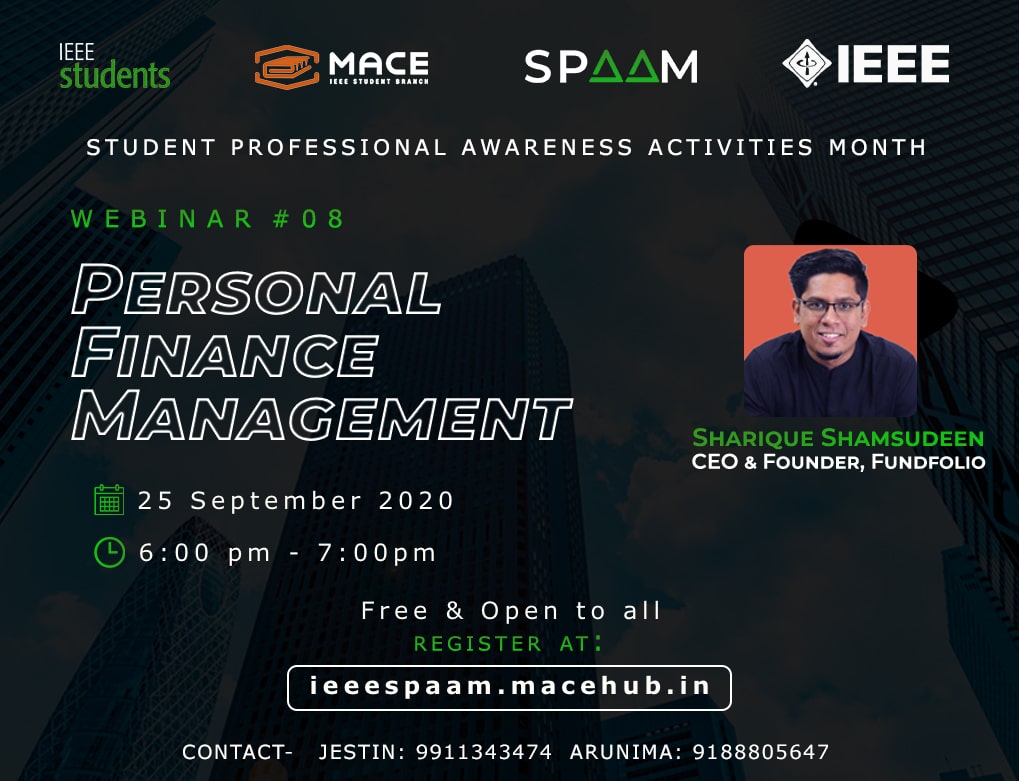 IEEE
students
MACE
IEEE STUDENT BRANCH
SPAAM
IEEE
STUDENT PROFESSIONAL AWARENESS ACTIVITIES MONTH
WEBINAR #08
PERSONAL
FINANCE
MANAGEMENT
SHARIQUE SHAMSUDEEN
CEO & FOUNDER, FUNDFOLIO
25 September 2020
6:00 pm - 7:00pm
Free & Open to all
REGISTER AT:
ieeespaam.macehub.in
CONTACT- JESTIN: 9911343474 ARUNIMA: 9188805647